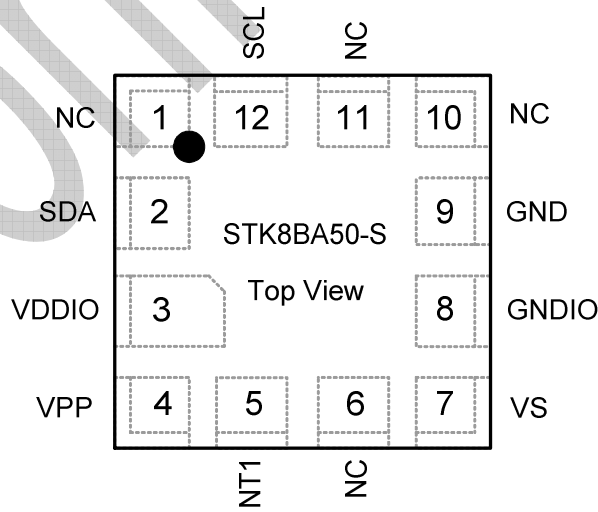 SCL
NC
NC
1
12
11
10
NC
SDA
2
9
GND
STK8BA50-S
Top View
VDDIO
3
8
GNDIO
VPP
4
5
6
7
VS
NT1
NC